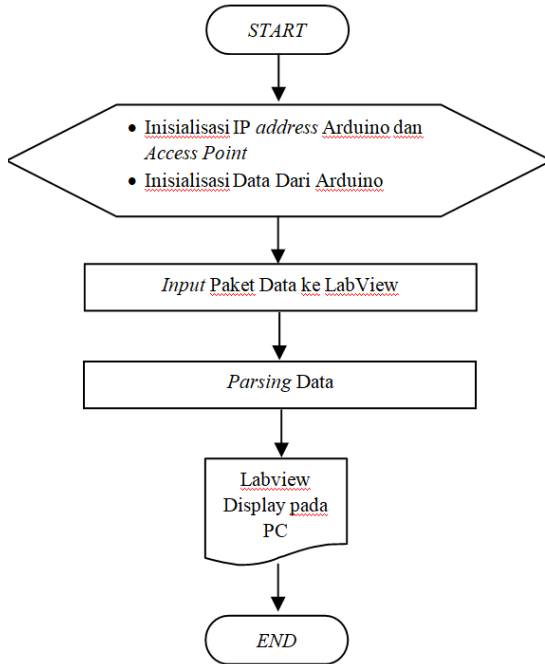 START
• Inisialisasi IP address Arduino dan
Access Point
• Inisialisasi Data Dari Arduino
Input Paket Data ke LabView
Parsing Data
Labview
Display pada
PC
END